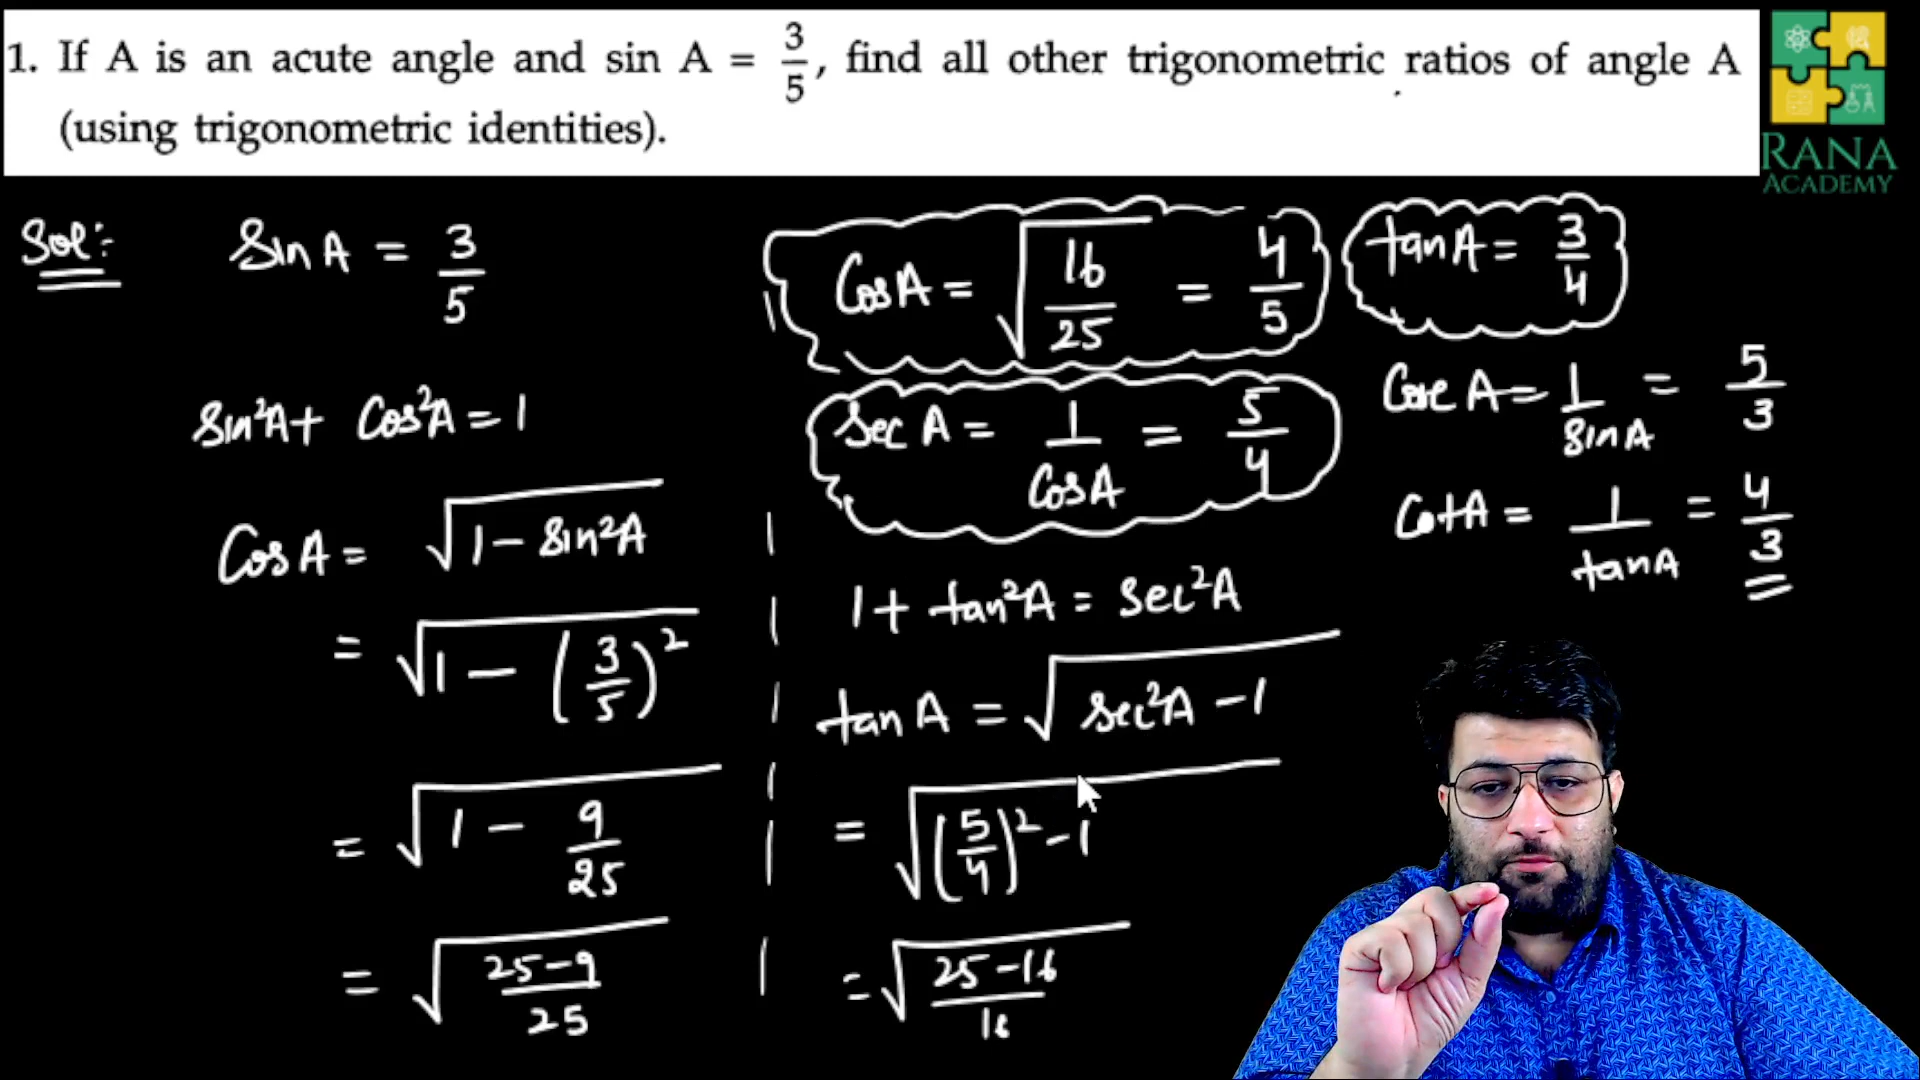 1. If A is an acute angle and sin A = 3/5, find all other trigonometric ratios of angle A
(using trigonometric identities).
RANA
ACADEMY
Sol:
sin A = 3/5
sin²A + cos²A = 1
Cos A = √(1 - sin²A)
= √(1 - (3/5)²)
= √(1 - 9/25)
= √((25-9)/25)
Cos A = √(16/25) = 4/5
Sec A = 1/Cos A = 5/4
1 + tan²A = Sec²A
tan A = √(sec²A - 1)
= √((5/4)² - 1)
= √((25-16)/16)
tan A = 3/4
Cosec A = 1/sin A = 5/3
Cot A = 1/tan A = 4/3